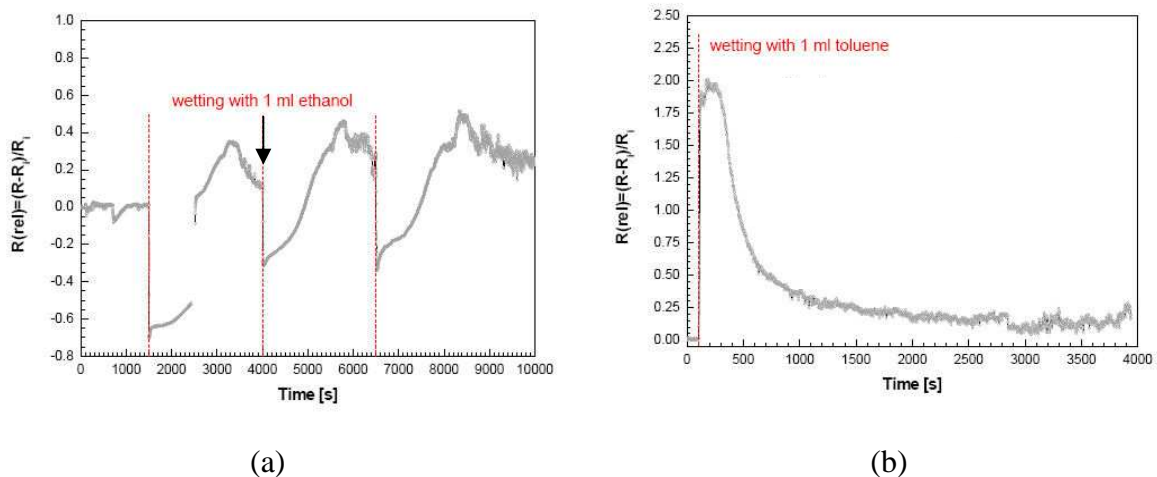 1.0
0.8
0.6
0.4
0.2
0.0
-0.2
-0.4
-0.6
-0.8
R(rel)=(R-Ri)/Ri
wetting with 1 ml ethanol
0 1000 2000 3000 4000 5000 6000 7000 8000 9000 10000
Time [s]
(a)
2.50
2.25
2.00
1.75
1.50
1.25
1.00
0.75
0.50
0.25
0.00
R(rel)=(R-Ri)/Ri
wetting with 1 ml toluene
0 500 1000 1500 2000 2500 3000 3500 4000
Time [s]
(b)